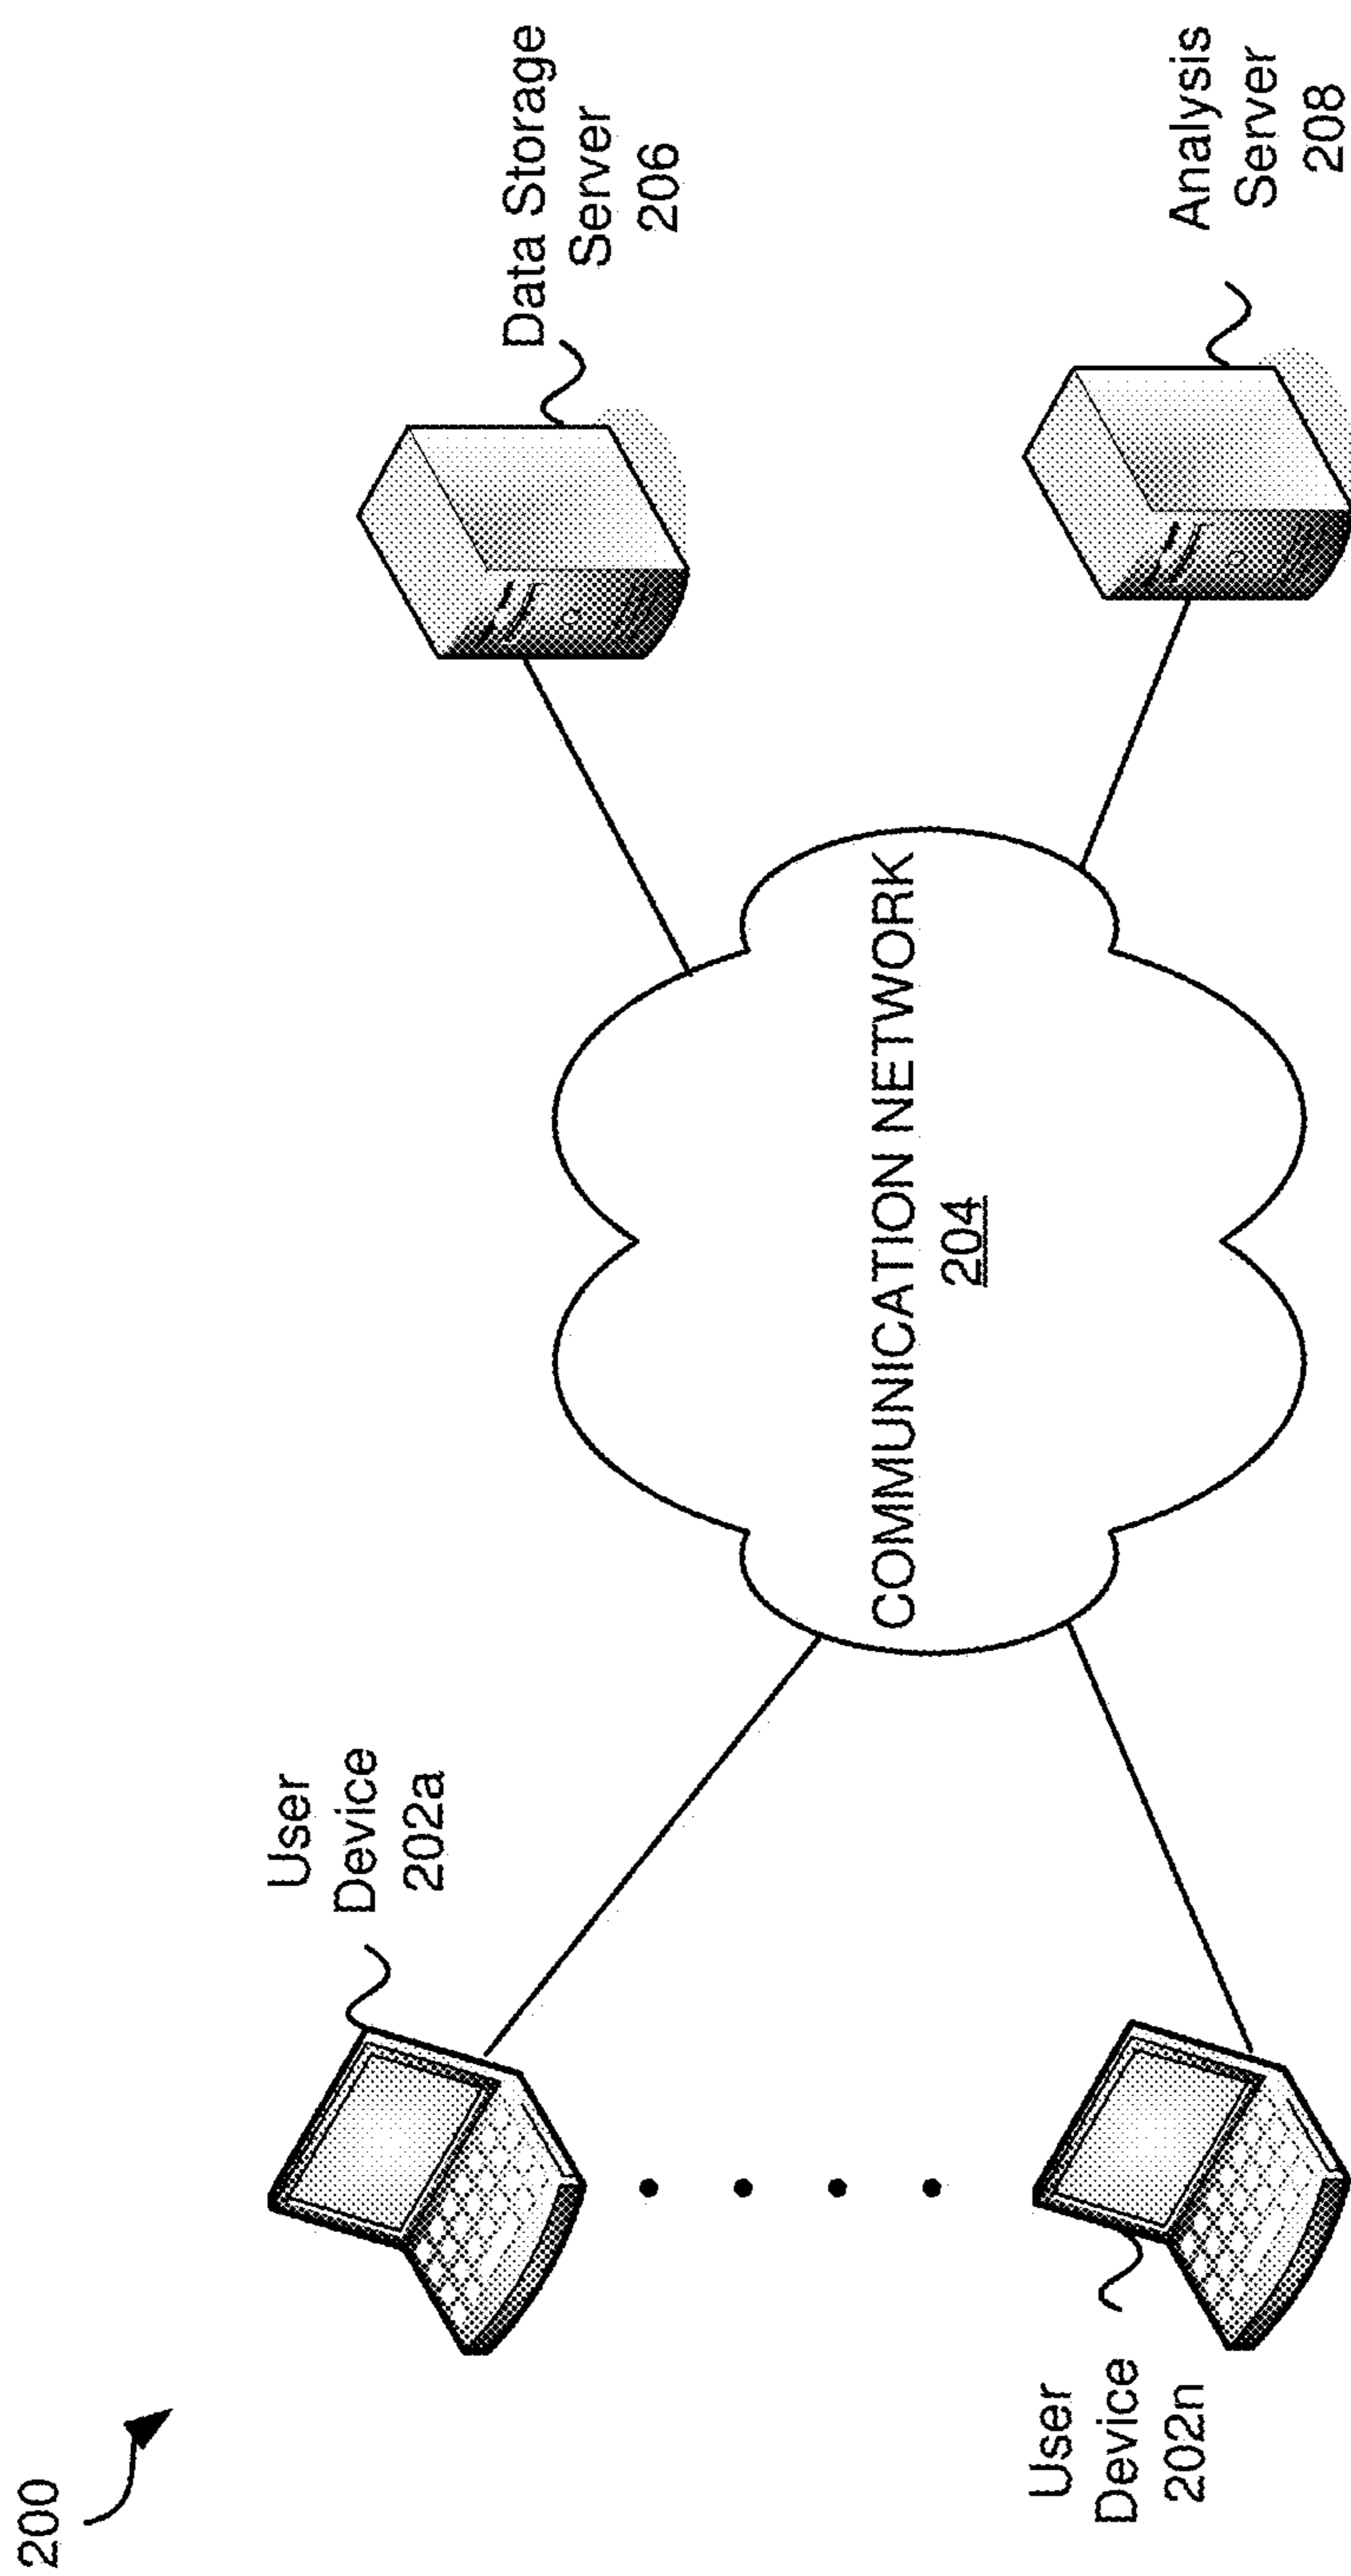 200
User
Device
202a
Data Storage
Server
206
COMMUNICATION NETWORK
204
User
Device
202n
Analysis
Server
208